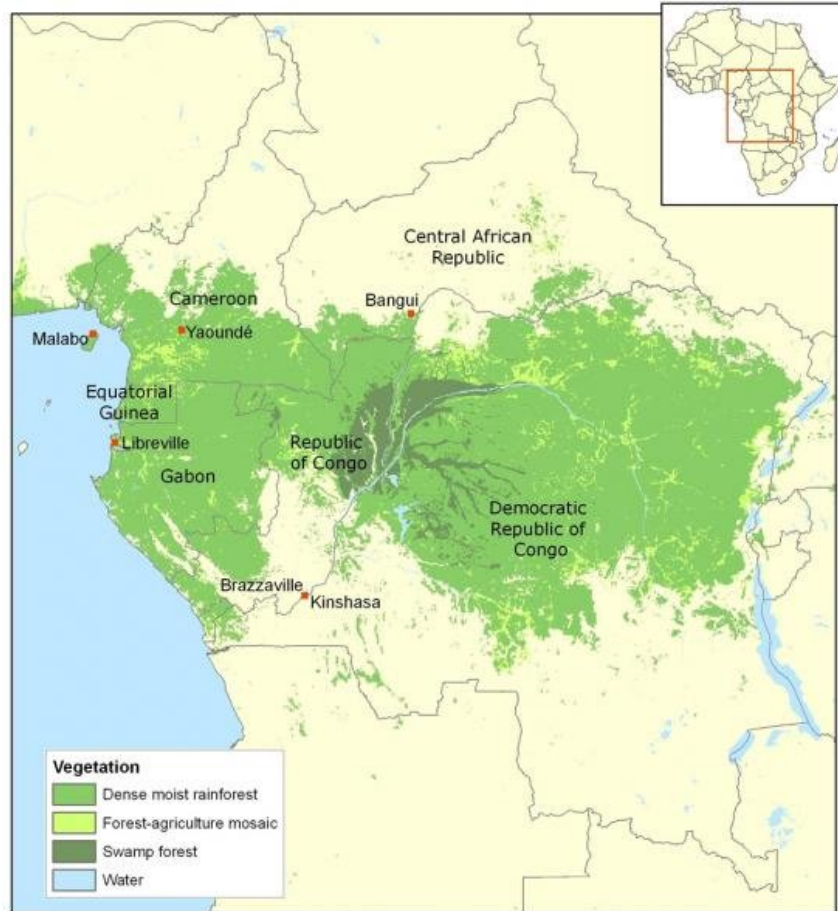 Central African
Republic
Cameroon
Bangui
Malabo
Yaoundé
Equatorial
Guinea
Libreville
Republic
of Congo
Gabon
Democratic
Republic of
Congo
Brazzaville
Kinshasa
Vegetation
Dense moist rainforest
Forest-agriculture mosaic
Swamp forest
Water